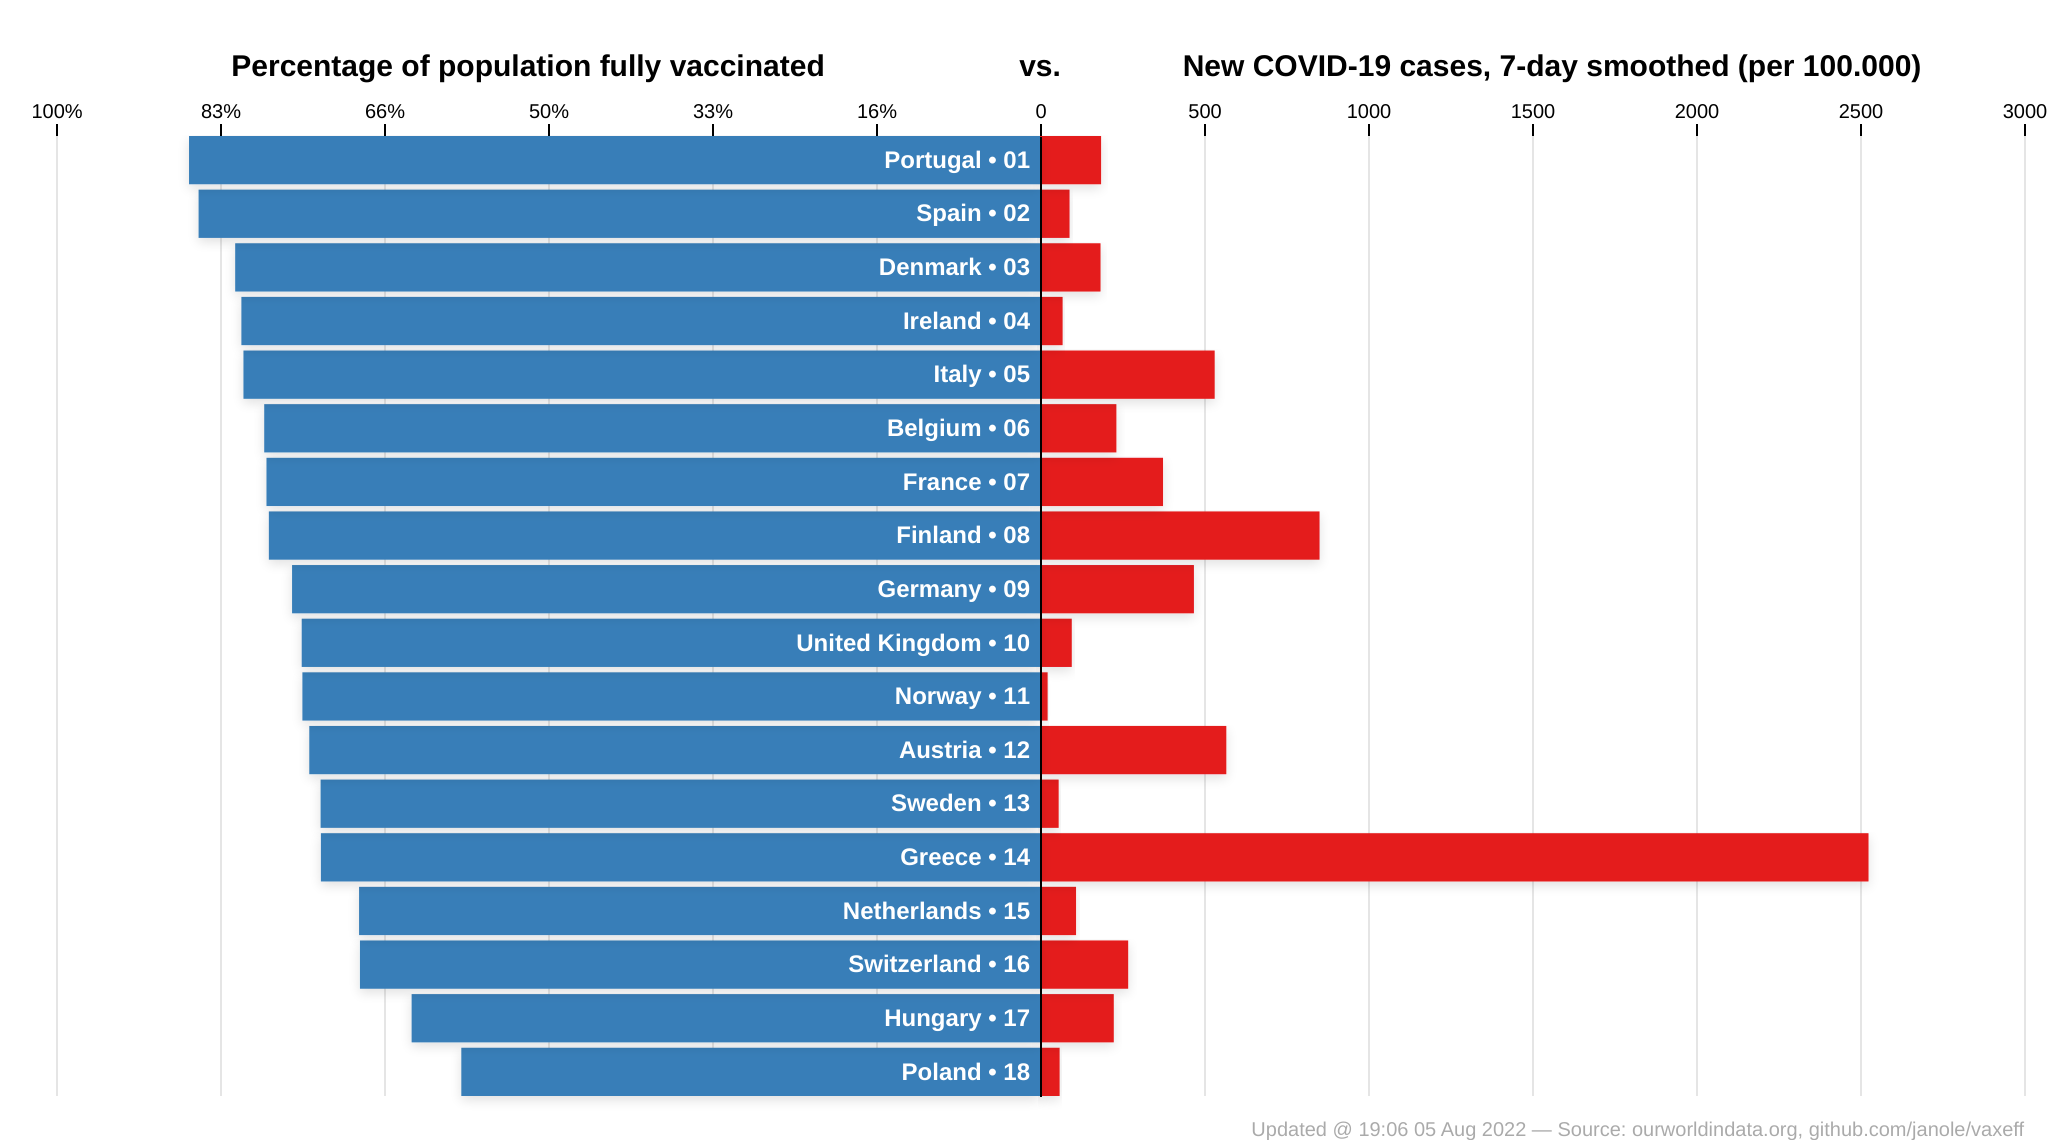 Percentage of population fully vaccinated vs. New COVID-19 cases, 7-day smoothed (per 100.000)
100% 83% 66% 50% 33% 16% 0 500 1000 1500 2000 2500 3000
Portugal • 01
Spain • 02
Denmark • 03
Ireland • 04
Italy • 05
Belgium • 06
France • 07
Finland • 08
Germany • 09
United Kingdom • 10
Norway • 11
Austria • 12
Sweden • 13
Greece • 14
Netherlands • 15
Switzerland • 16
Hungary • 17
Poland • 18
Updated @ 19:06 05 Aug 2022 — Source: ourworldindata.org, github.com/janole/vaxeff